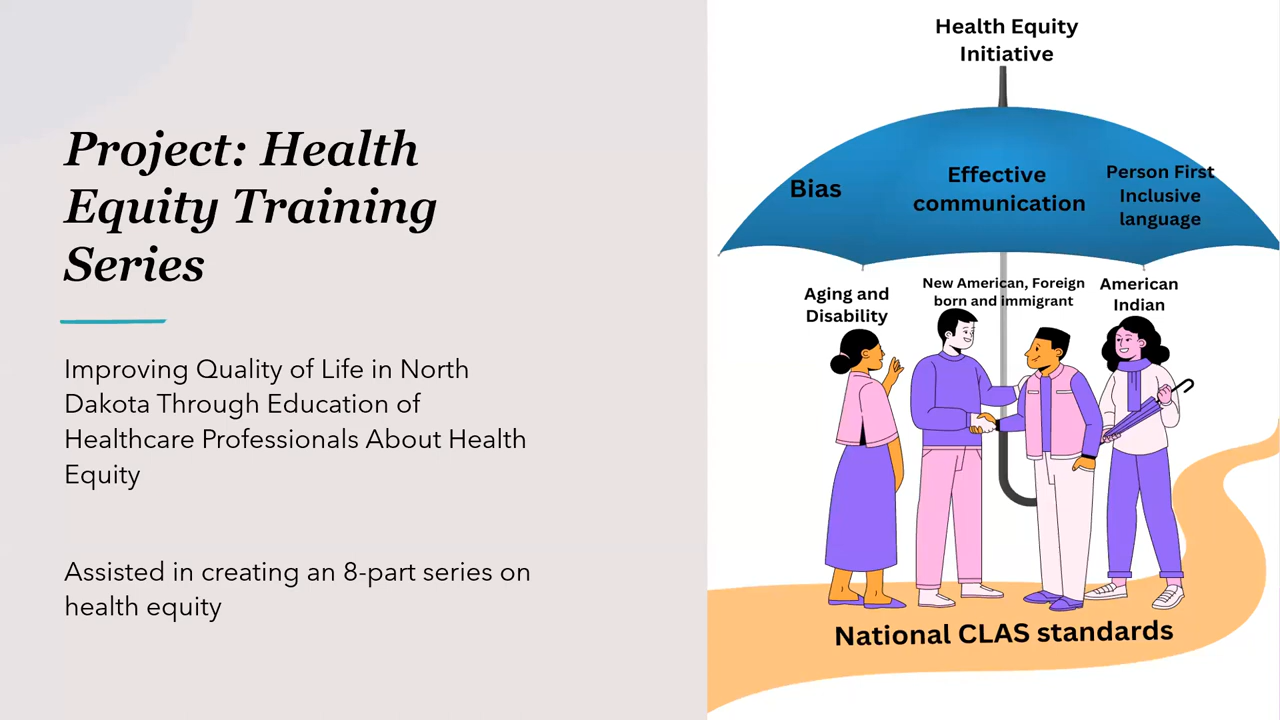 Project: Health
Equity Training
Series
Improving Quality of Life in North
Dakota Through Education of
Healthcare Professionals About Health
Equity
Assisted in creating an 8-part series on
health equity
Health Equity
Initiative
Bias
Effective
communication
Person First
Inclusive
language
Aging and
Disability
New American, Foreign
born and immigrant
American
Indian
National CLAS standards